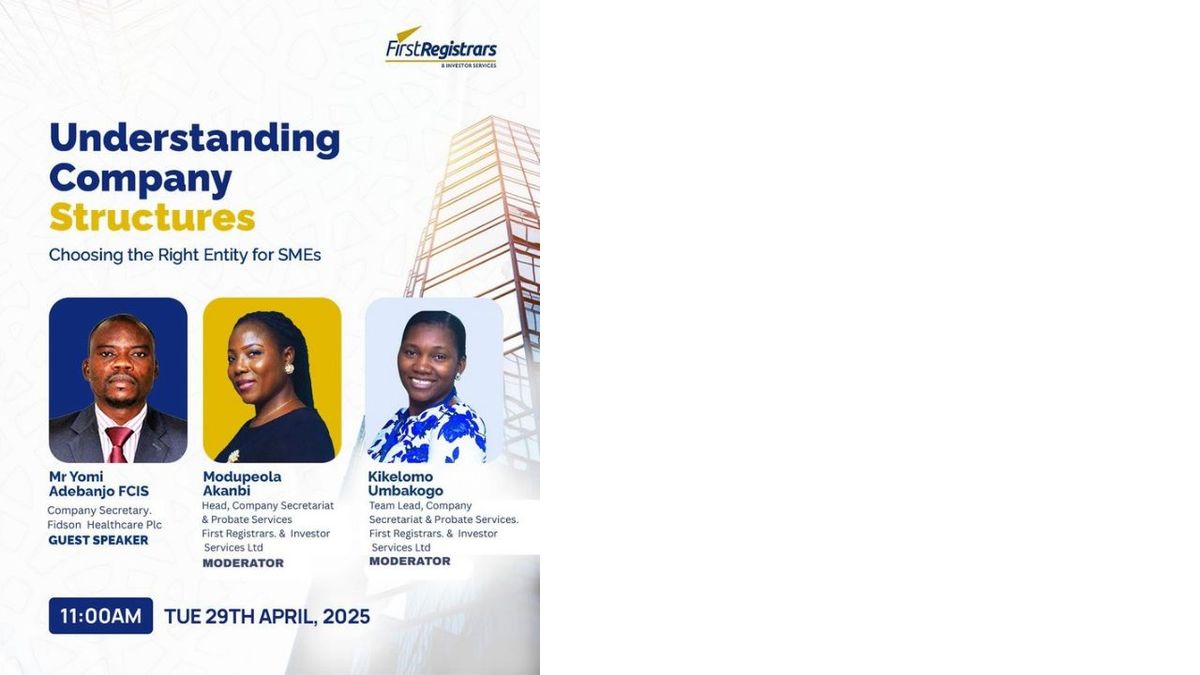 FirstRegistrars
& INVESTOR SERVICES
Understanding
Company
Structures
Choosing the Right Entity for SMEs
Mr Yomi
Adebanjo FCIS
Company Secretary.
Fidson Healthcare Plc
GUEST SPEAKER
Modupeola
Akanbi
Head, Company Secretariat
& Probate Services
First Registrars. & Investor
Services Ltd
MODERATOR
Kikelomo
Umbakogo
Team Lead, Company
Secretariat & Probate Services.
First Registrars. & Investor
Services Ltd
MODERATOR
11:00AM TUE 29TH APRIL, 2025